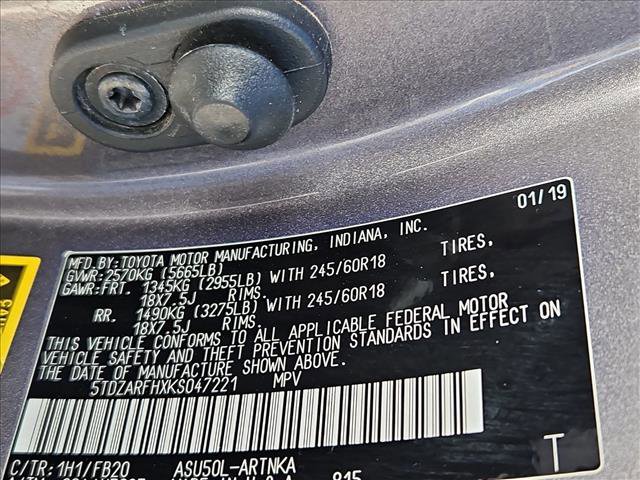 01/19
MFD.BY:TOYOTA MOTOR MANUFACTURING, INDIANA, INC.
GVWR:2570KG (5665LB)
GAWR:FRT. 1345KG (2955LB) WITH 245/60R18 TIRES,
18X7.5J RIMS.
RR. 1490KG (3275LB) WITH 245/60R18 TIRES,
18X7.5J RIMS.
THIS VEHICLE CONFORMS TO ALL APPLICABLE FEDERAL MOTOR
VEHICLE SAFETY AND THEFT PREVENTION STANDARDS IN EFFECT ON
THE DATE OF MANUFACTURE SHOWN ABOVE.
5TDZARFHXKS047221 MPV
T
C/TR:1H1/FB20 ASU50L-ARTNKA